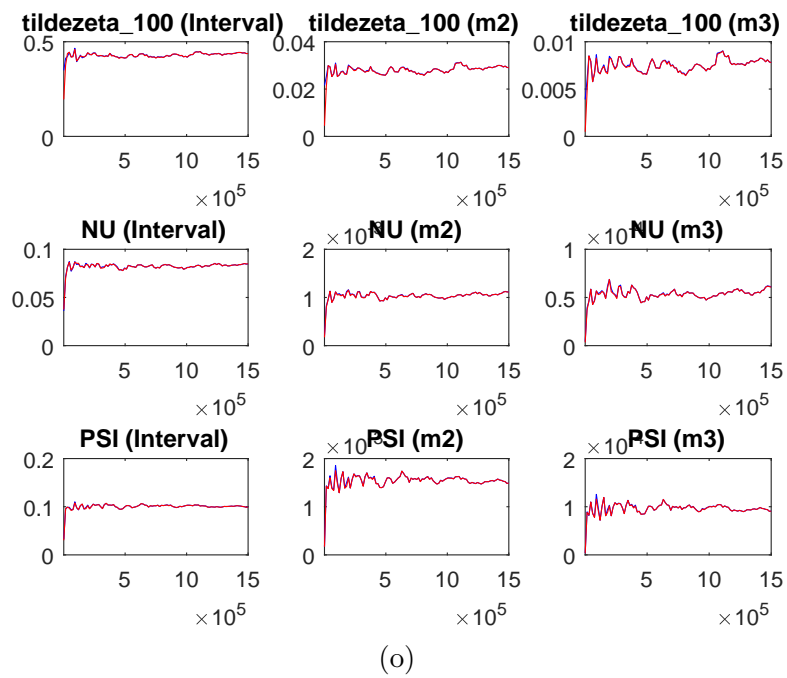 tildezeta_100 (Interval) tildezeta_100 (m2) tildezeta_100 (m3)
0.5 0.04 0.01
0.02 0.005
0 0 0
5 10 15 5 10 15 5 10 15
×10^5 ×10^5 ×10^5
NU (Interval) NU (m2) NU (m3)
0.1 2 ×10 1 ×10
0.05 1 0.5
0 0 0
5 10 15 5 10 15 5 10 15
×10^5 ×10^5 ×10^5
PSI (Interval) PSI (m2) PSI (m3)
0.2 2 ×10 2 ×10
0.1 1 1
0 0 0
5 10 15 5 10 15 5 10 15
×10^5 ×10^5 ×10^5
(o)